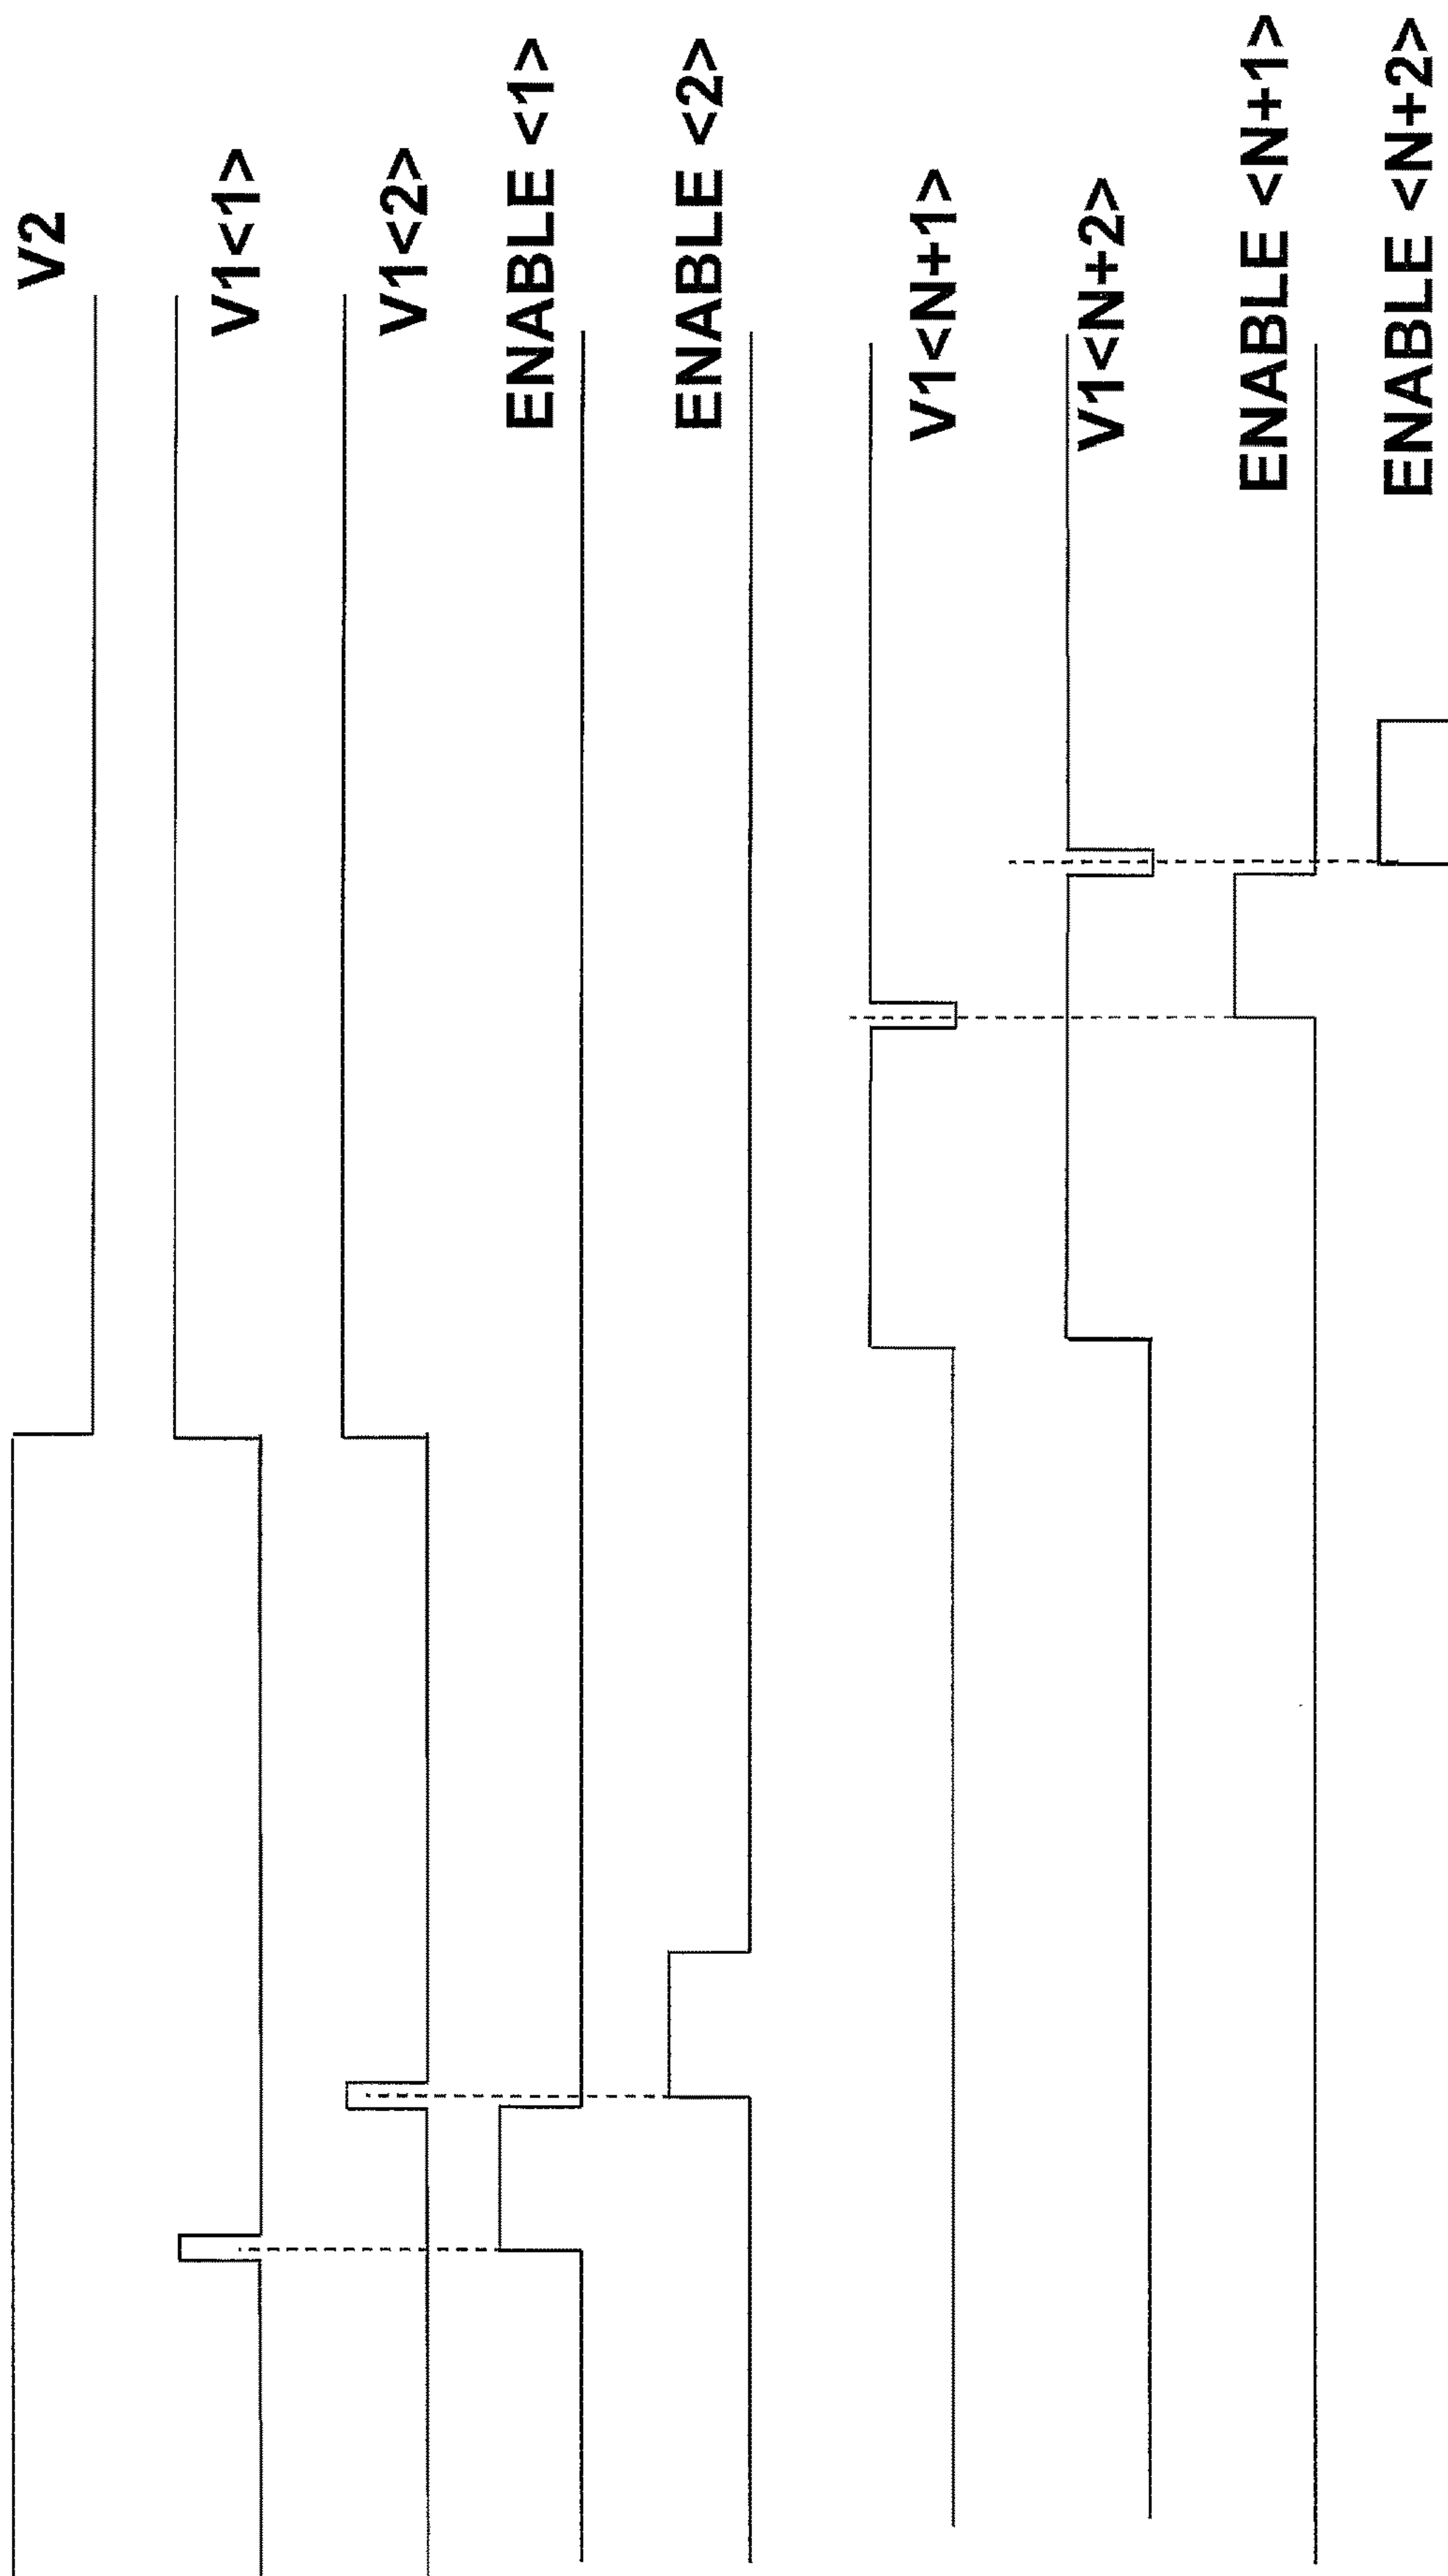 V2
V1<1>
V1<2>
ENABLE <1>
ENABLE <2>
V1<N+1>
V1<N+2>
ENABLE <N+1>
ENABLE <N+2>